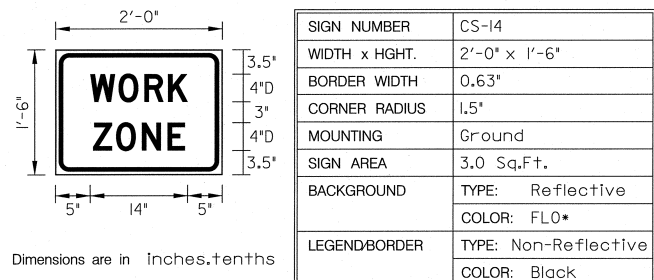 2'-0"
1'-6"
WORK
ZONE
3.5"
4"D
3"
4"D
3.5"
5" 14" 5"
Dimensions are in inches.tenths
SIGN NUMBER CS-14
WIDTH x HGHT. 2'-0" x 1'-6"
BORDER WIDTH 0.63"
CORNER RADIUS 1.5"
MOUNTING Ground
SIGN AREA 3.0 Sq.Ft.
BACKGROUND TYPE: Reflective
COLOR: FLO*
LEGEND/BORDER TYPE: Non-Reflective
COLOR: Black